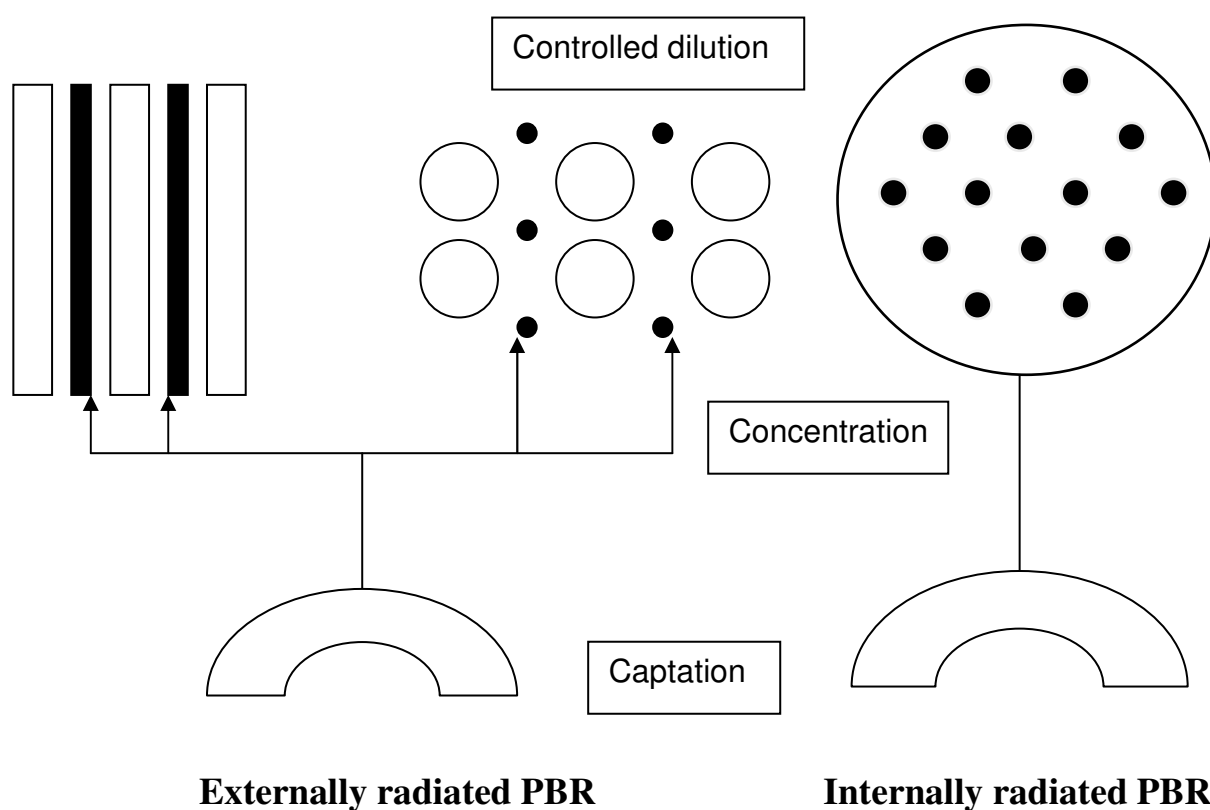 Controlled dilution
Concentration
Captation
Externally radiated PBR
Internally radiated PBR